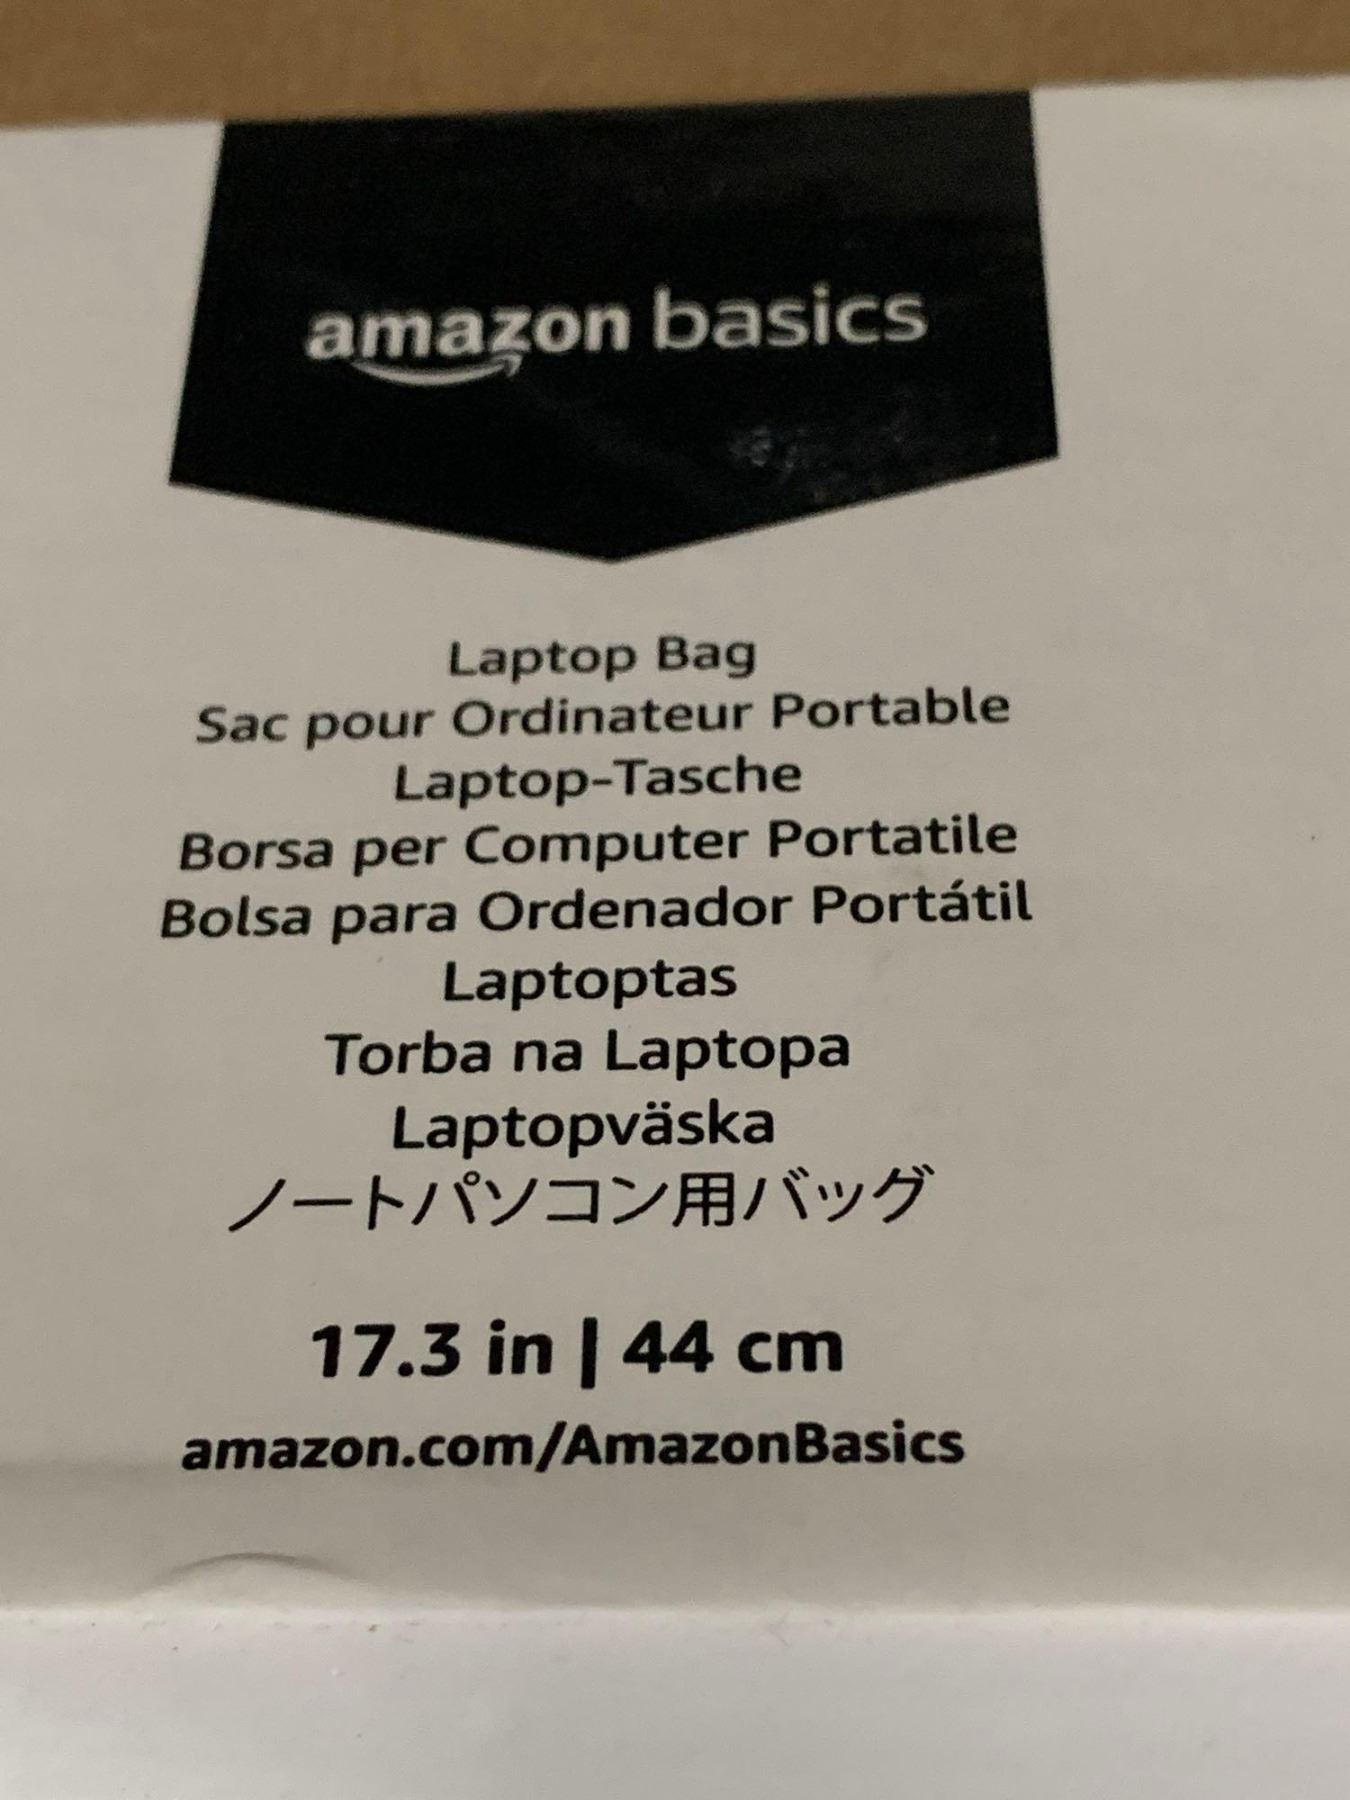 amazon basics
Laptop Bag
Sac pour Ordinateur Portable
Laptop-Tasche
Borsa per Computer Portatile
Bolsa para Ordenador Portátil
Laptoptas
Torba na Laptopa
Laptopväska
ノートパソコン用バッグ
17.3 in | 44 cm
amazon.com/AmazonBasics